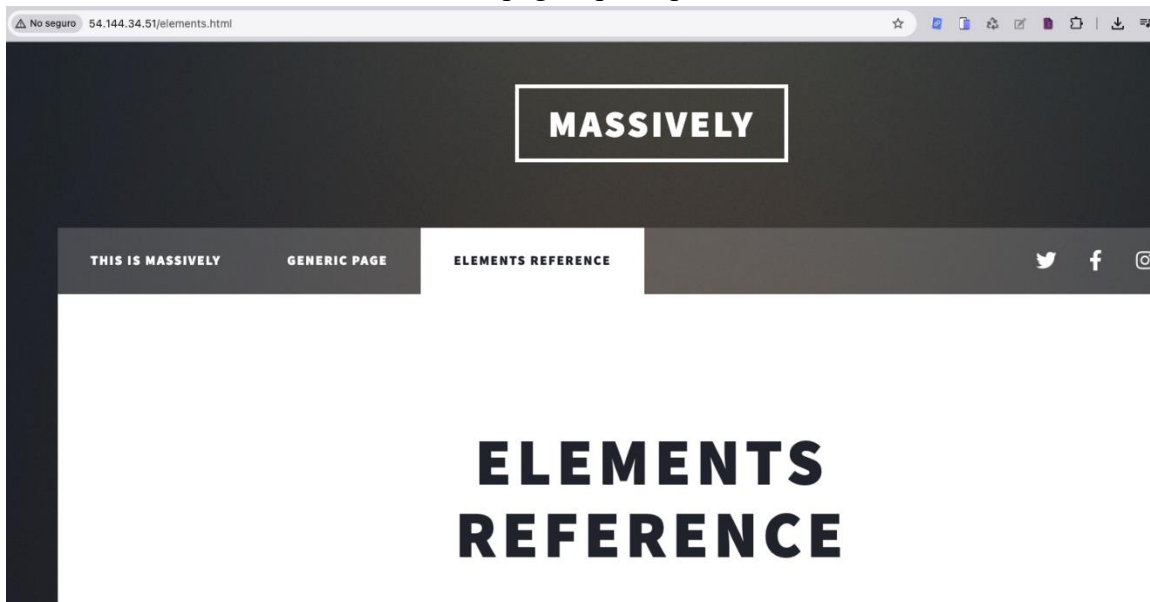 No seguro 54.144.34.51/elements.html
MASSIVELY
THIS IS MASSIVELY GENERIC PAGE ELEMENTS REFERENCE
ELEMENTS
REFERENCE